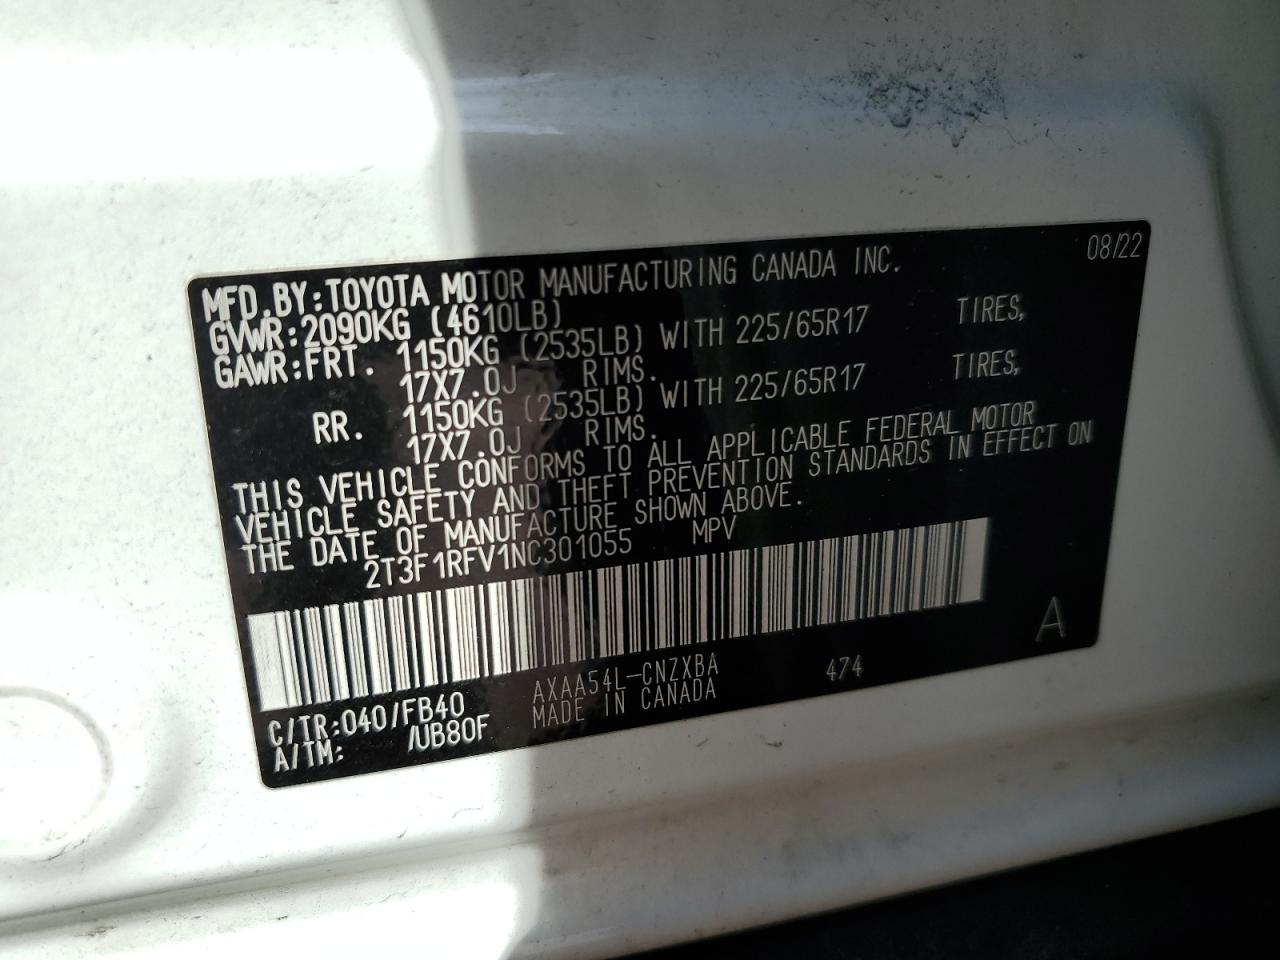 08/22
MFD.BY:TOYOTA MOTOR MANUFACTURING CANADA INC.
GVWR:2090KG (4610LB)
GAWR:FRT. 1150KG (2535LB) WITH 225/65R17 TIRES,
17X7.0J RIMS.
RR. 1150KG (2535LB) WITH 225/65R17 TIRES,
17X7.0J RIMS.
THIS VEHICLE CONFORMS TO ALL APPLICABLE FEDERAL MOTOR
VEHICLE SAFETY AND THEFT PREVENTION STANDARDS IN EFFECT ON
THE DATE OF MANUFACTURE SHOWN ABOVE.
2T3F1RFV1NC301055 MPV
A
AXAA54L-CNZXBA 474
C/TR:040/FB40 MADE IN CANADA
A/TM: /UB80F